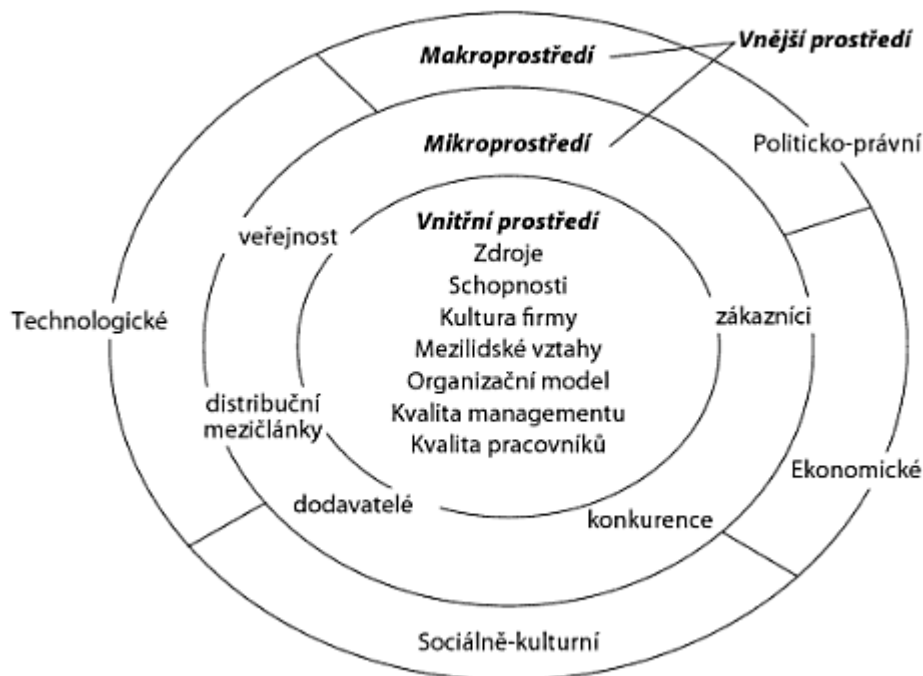 Makroprostředí
Vnější prostředí
Mikroprostředí
Politicko-právní
Vnitřní prostředí
veřejnost
Zdroje
Schopnosti
Technologické
Kultura firmy
zákazníci
Mezilidské vztahy
Organizační model
distribuční
mezičlánky
Kvalita managementu
Kvalita pracovníků
Ekonomické
dodavatelé
konkurence
Sociálně-kulturní